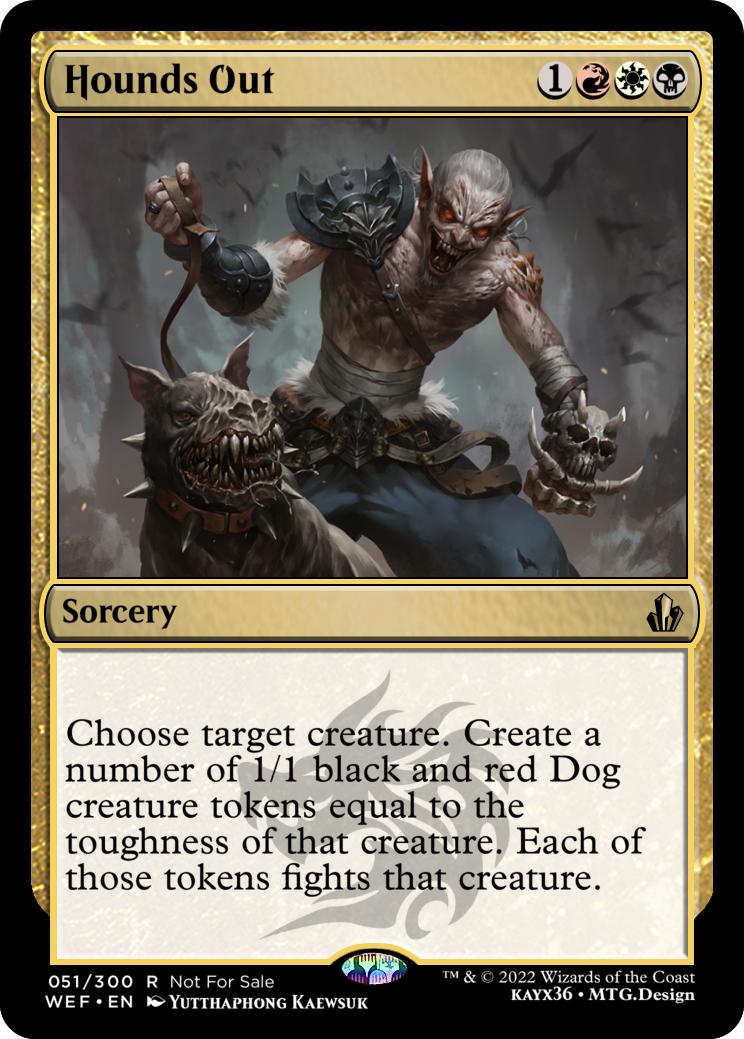 Hounds Out
1
Sorcery
Choose target creature. Create a
number of 1/1 black and red Dog
creature tokens equal to the
toughness of that creature. Each of
those tokens fights that creature.
051/300 R Not For Sale
WEF • EN Yutthaphong Kaewsuk
™ & © 2022 Wizards of the Coast
KAYX36 • MTG.Design